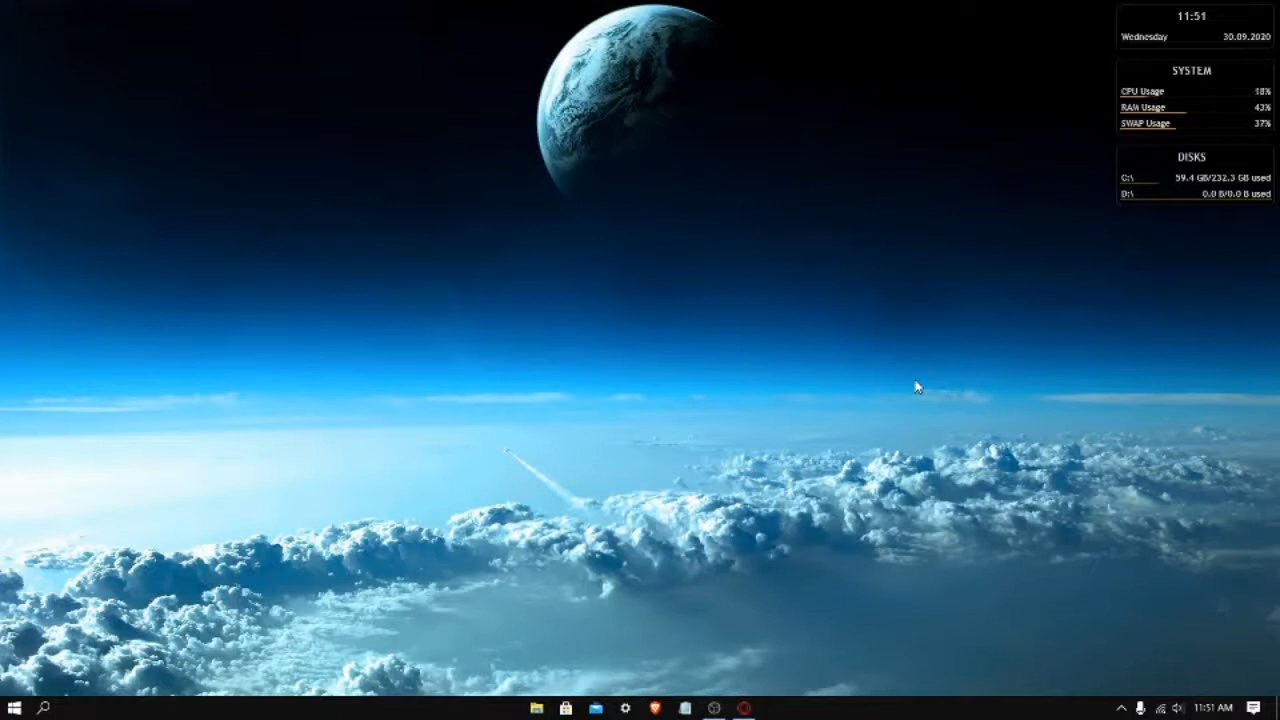 11:51
Wednesday 30.09.2020
SYSTEM
CPU Usage 18%
RAM Usage 43%
SWAP Usage 37%
DISKS
C:\ 59.4 GB/232.3 GB used
D:\ 0.0 B/0.0 B used
11:51 AM